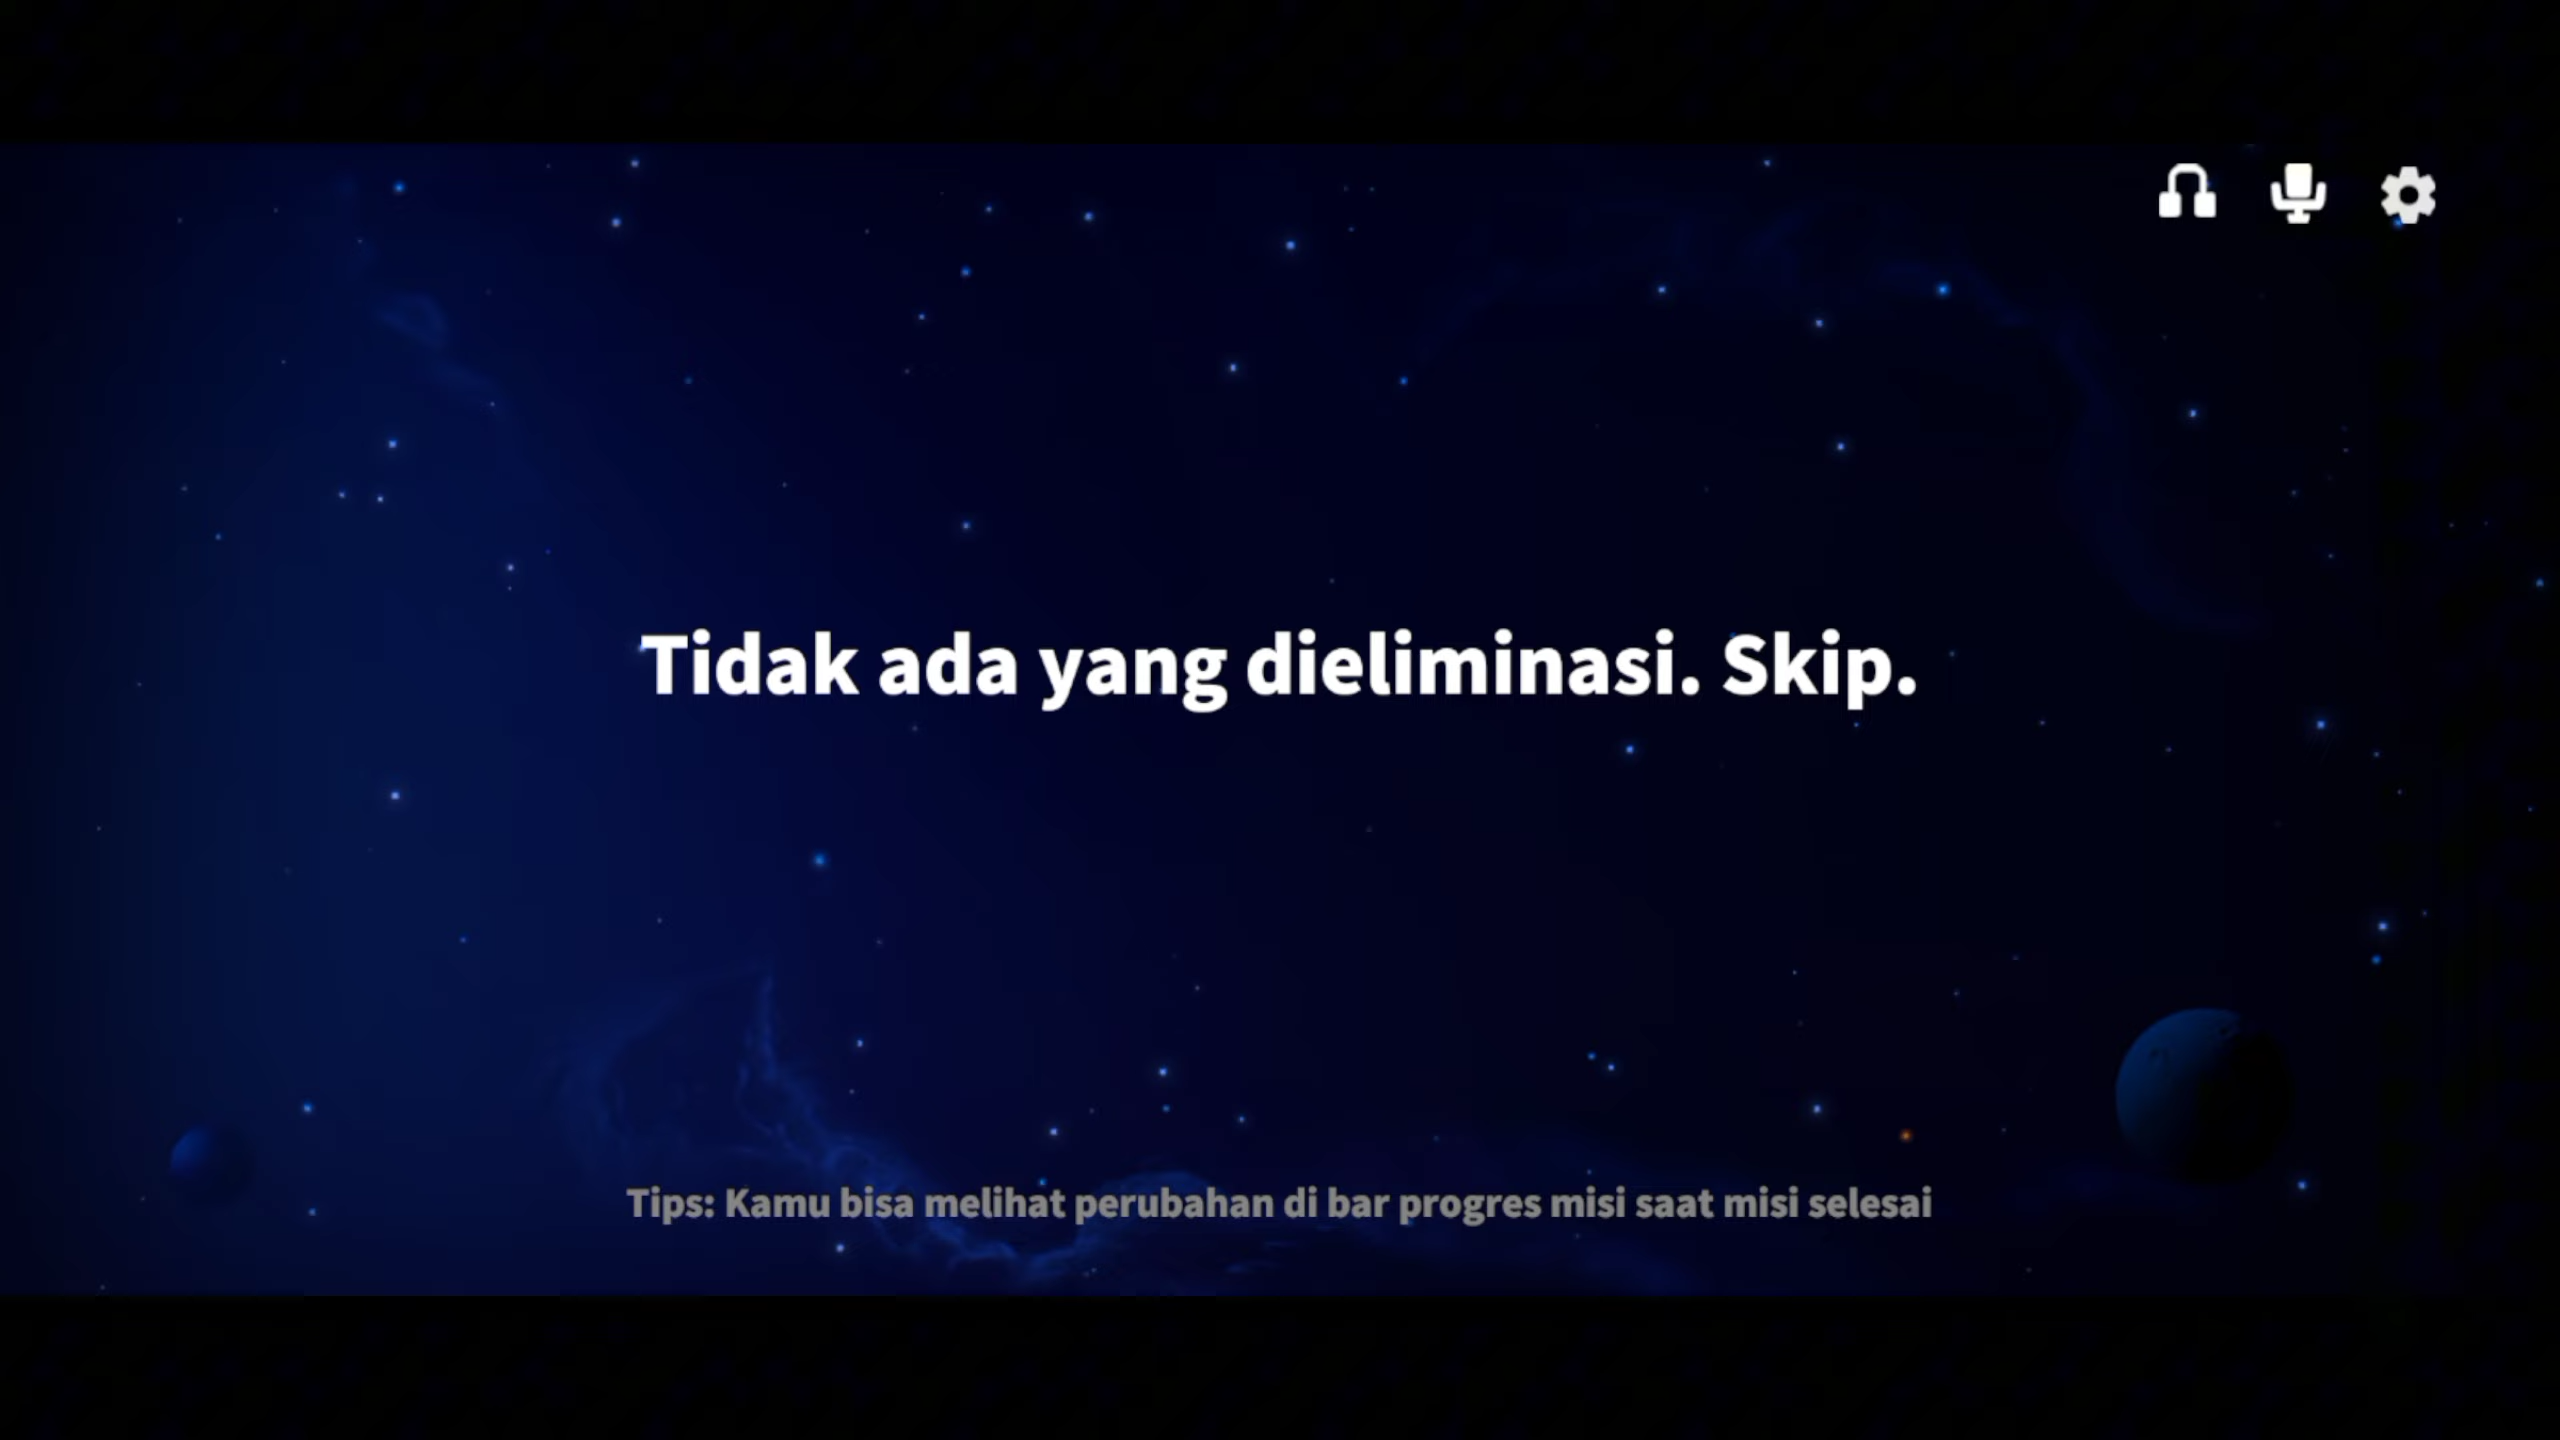 Tidak ada yang dieliminasi. Skip.
Tips: Kamu bisa melihat perubahan di bar progres misi saat misi selesai